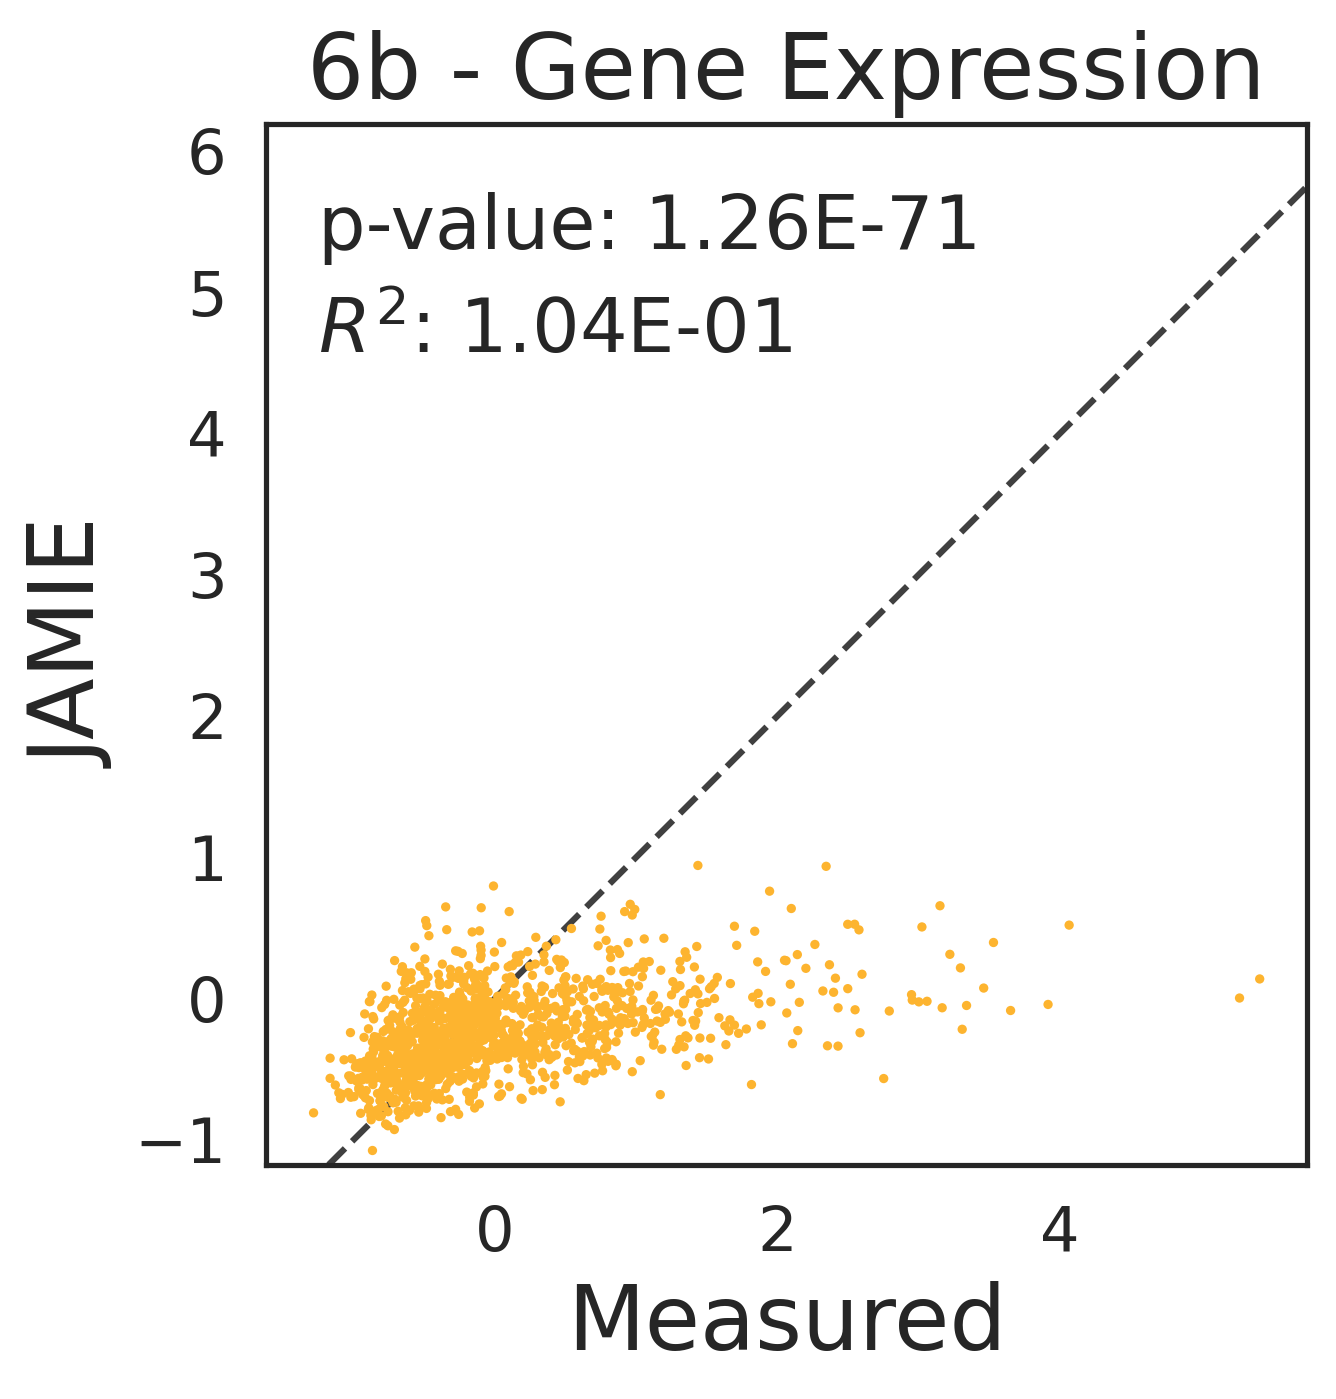 6b - Gene Expression
p-value: 1.26E-71
R²: 1.04E-01
6
5
4
3
2
1
0
−1
JAMIE
0 2 4
Measured